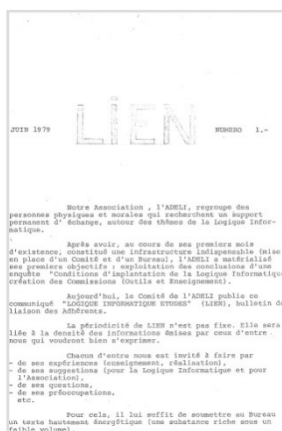 LIEN
JUIN 1979 NUMERO 1.-
Notre Association , l'ADELI, regroupe des
personnes physiques et morales qui recherchent un support
permanent d' échange, autour des thèmes de la Logique Infor-
matique.
Après avoir, au cours de ses premiers mois
d'existence, constitué une infrastructure indispensable (mise
en place d'un Comité et d'un Bureau), l'ADELI a matérialisé
ses premiers objectifs : exploitation des conclusions d'une
enquête "Conditions d'implantation de la Logique Informatique
création des Commissions (Outils et Enseignement).
Aujourd'hui, le Comité de l'ADELI publie ce
communiqué "LOGIQUE INFORMATIQUE ETUDES" (LIEN), bulletin de
liaison des Adhérents.
La périodicité de LIEN n'est pas fixe. Elle sera
liée à la densité des informations émises par ceux d'entre
nous qui voudront bien s'exprimer.
Chacun d'entre nous est invité à faire part
- de ses expériences (enseignement, réalisation),
- de ses suggestions (pour la Logique Informatique et pour
l'Association),
- de ses questions,
- de ses préoccupations,
etc.
Pour cela, il lui suffit de soumettre au Bureau
un texte hautement énergétique (une substance riche sous un
faible volume).